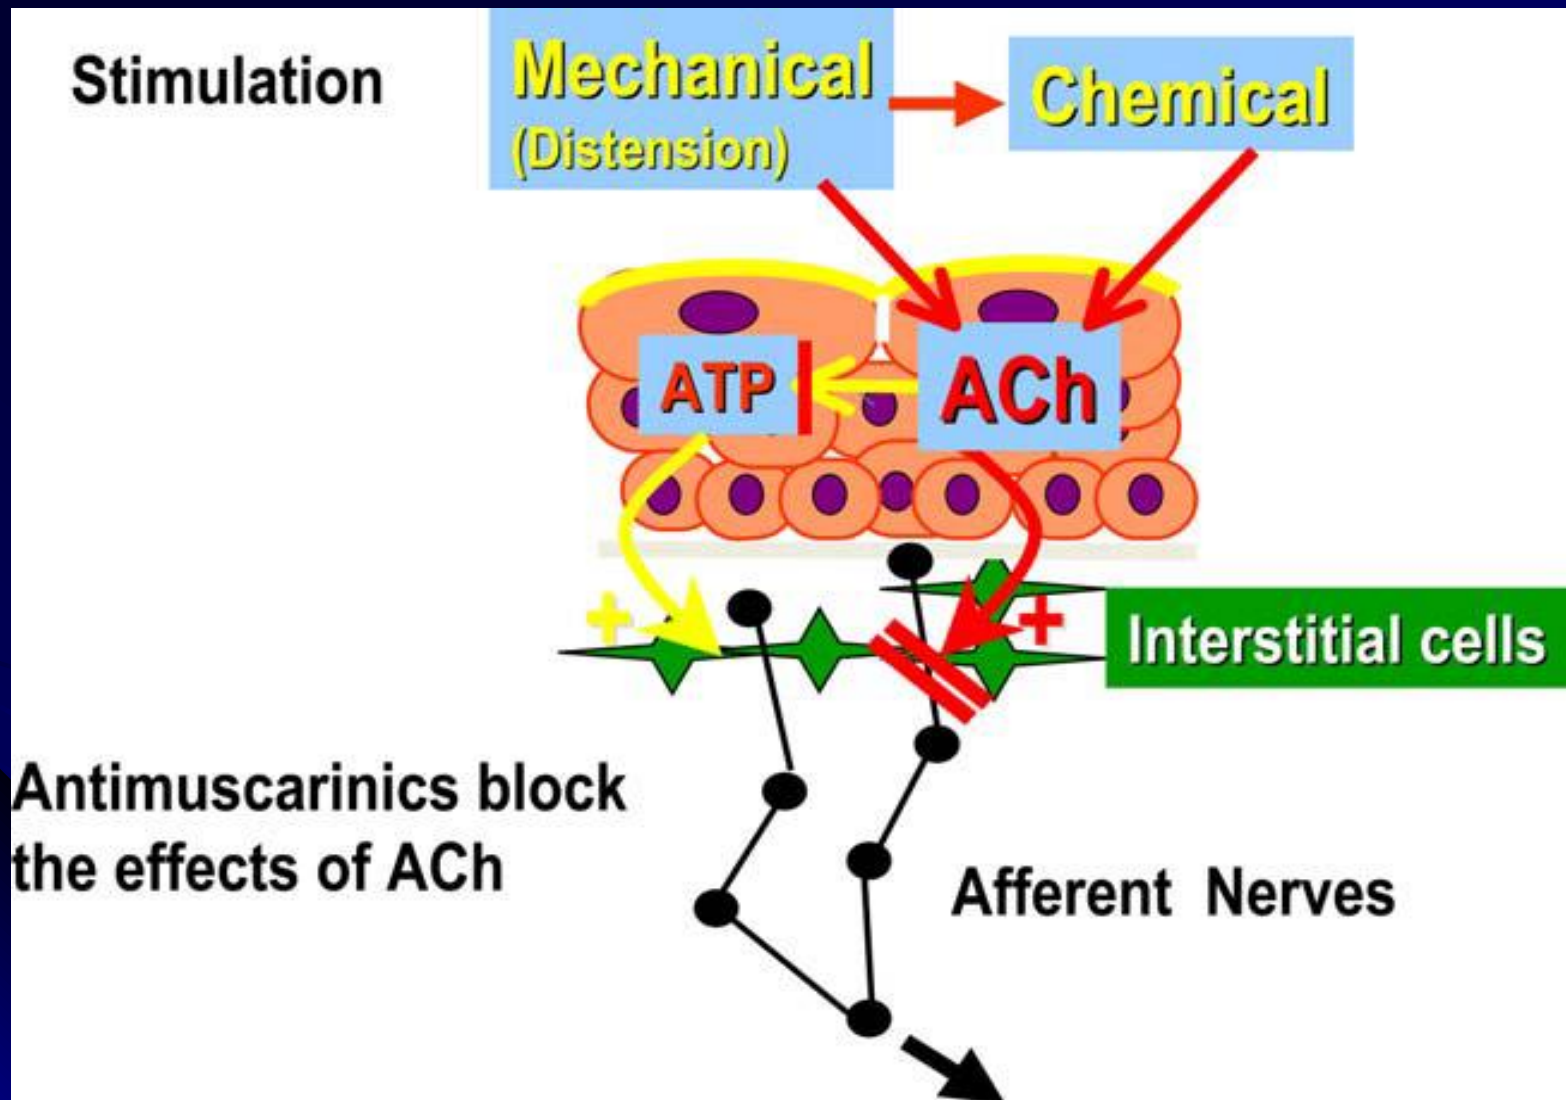 Stimulation
Mechanical
(Distension)
Chemical
ATP
ACh
+
+
Interstitial cells
Antimuscarinics block
the effects of ACh
Afferent Nerves